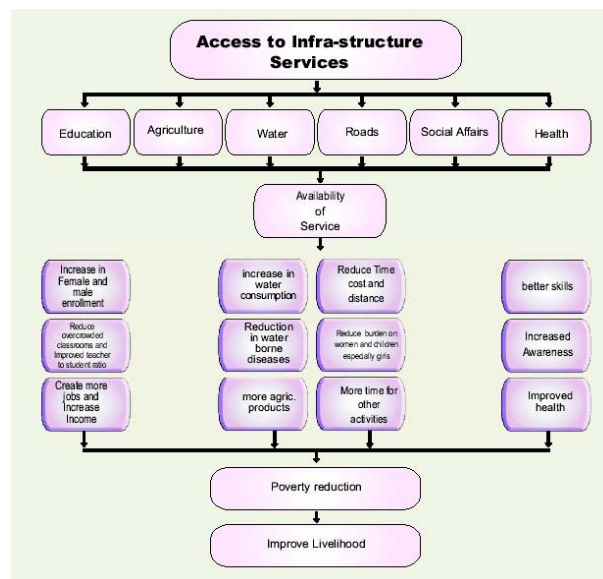 Access to Infra-structure
Services
Education
Agriculture
Water
Roads
Social Affairs
Health
Availability
of
Service
Increase in
Female and
male
enrollment
increase in
water
consumption
Reduce Time
cost and
distance
better skills
Reduce
overcrowded
classrooms and
Improved teacher
to student ratio
Reduction
in water
borne
diseases
Reduce burden on
women and children
especially girls
Increased
Awareness
Create more
jobs and
Increase
Income
more agric.
products
More time for
other
activities
Improved
health
Poverty reduction
Improve Livelihood